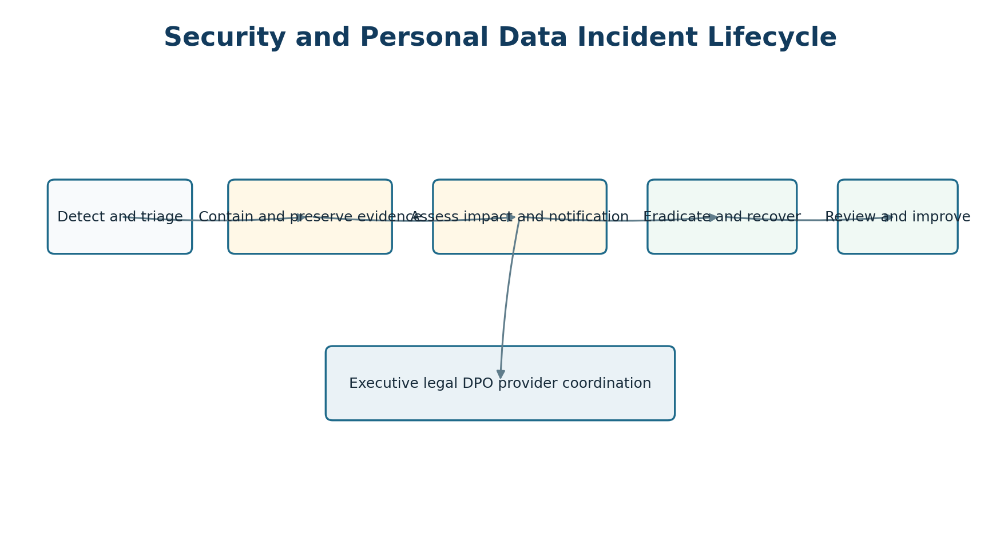 Security and Personal Data Incident Lifecycle
Detect and triage
Contain and preserve evidence
Assess impact and notification
Eradicate and recover
Review and improve
Executive legal DPO provider coordination